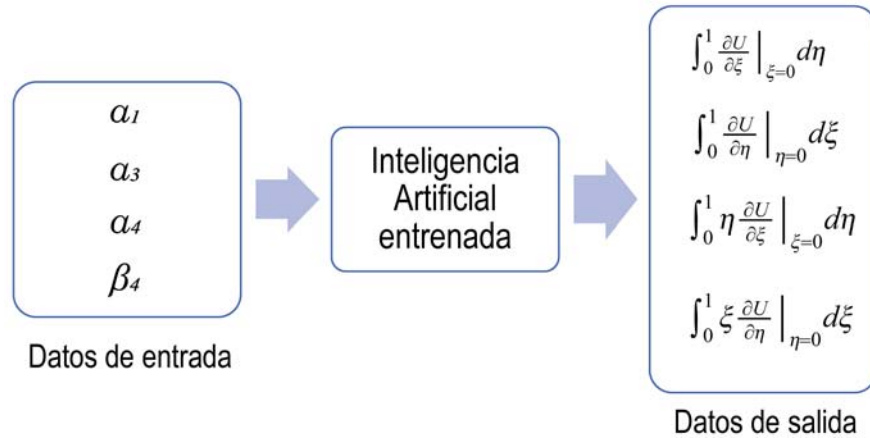 α₁
α₃
α₄
β₄
Datos de entrada
Inteligencia
Artificial
entrenada
∫₀¹ ∂U/∂ξ |ξ=0 dη
∫₀¹ ∂U/∂η |η=0 dξ
∫₀¹ η ∂U/∂ξ |ξ=0 dη
∫₀¹ ξ ∂U/∂η |η=0 dξ
Datos de salida